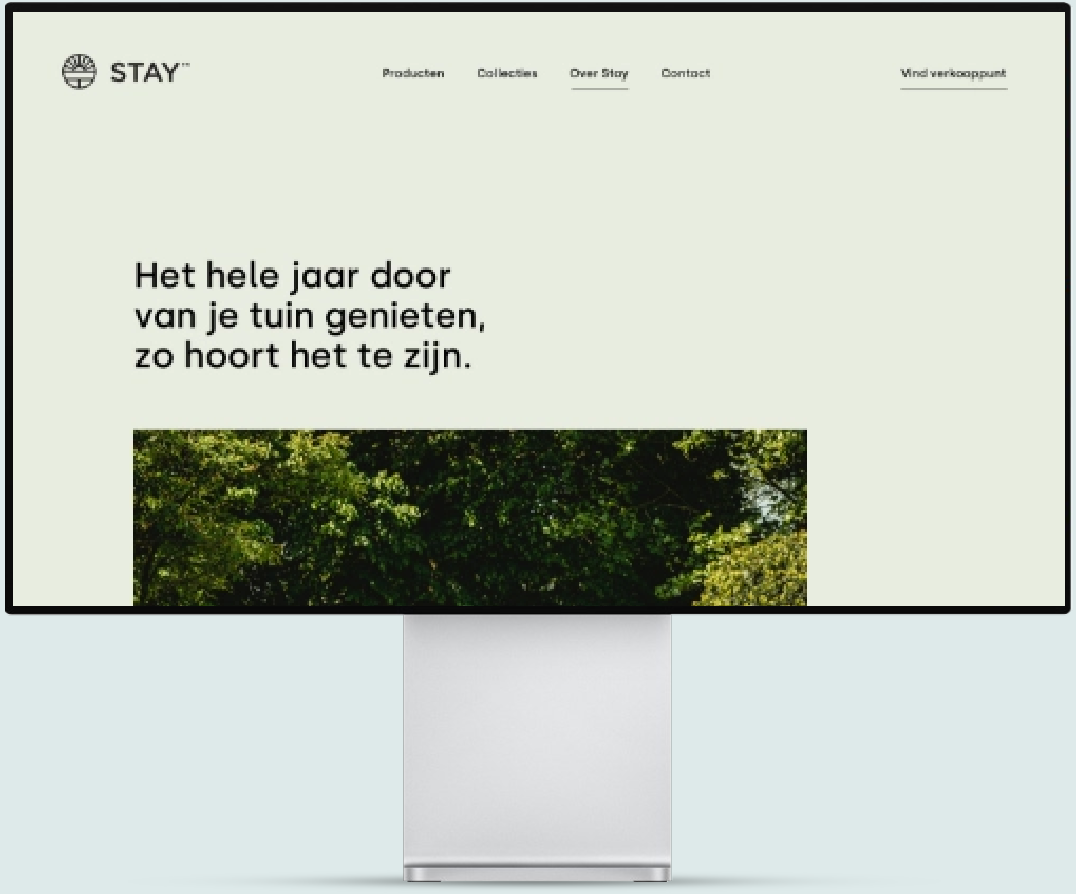 STAY™
Producten Collecties Over Stay Contact
Vind verkooppunt
Het hele jaar door
van je tuin genieten,
zo hoort het te zijn.